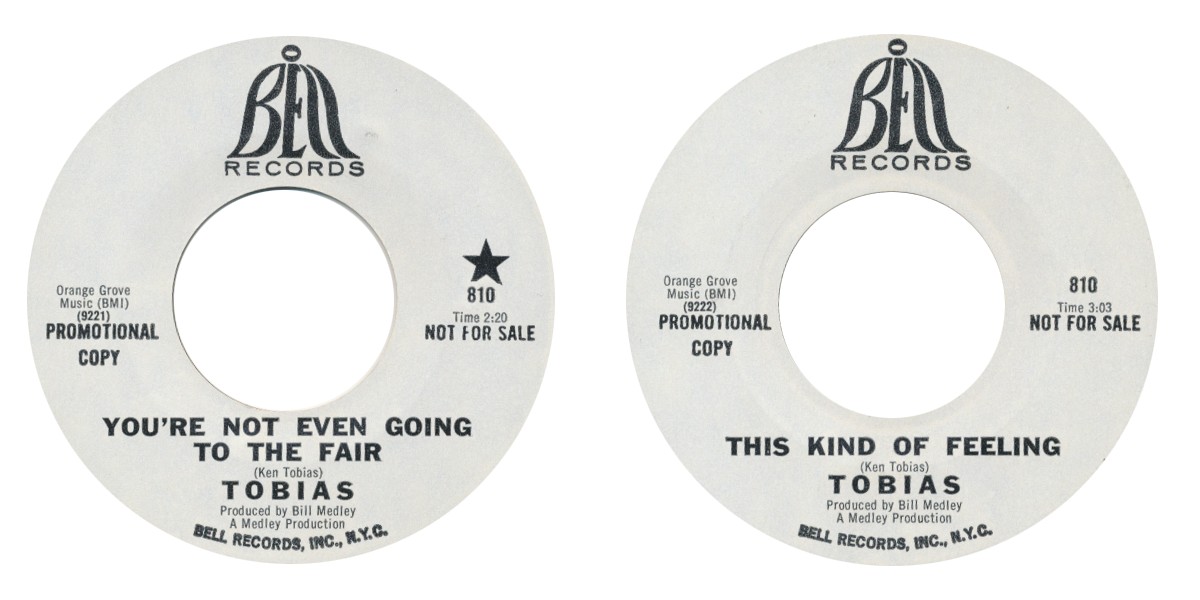 BELL
RECORDS
810
Orange Grove
Music (BMI)
(9221)
PROMOTIONAL
COPY
Time 2:20
NOT FOR SALE
YOU'RE NOT EVEN GOING
TO THE FAIR
(Ken Tobias)
TOBIAS
Produced by Bill Medley
A Medley Production
BELL RECORDS, INC., N.Y.C.
BELL
RECORDS
810
Orange Grove
Music (BMI)
(9222)
PROMOTIONAL
COPY
Time 3:03
NOT FOR SALE
THIS KIND OF FEELING
(Ken Tobias)
TOBIAS
Produced by Bill Medley
A Medley Production
BELL RECORDS, INC., N.Y.C.